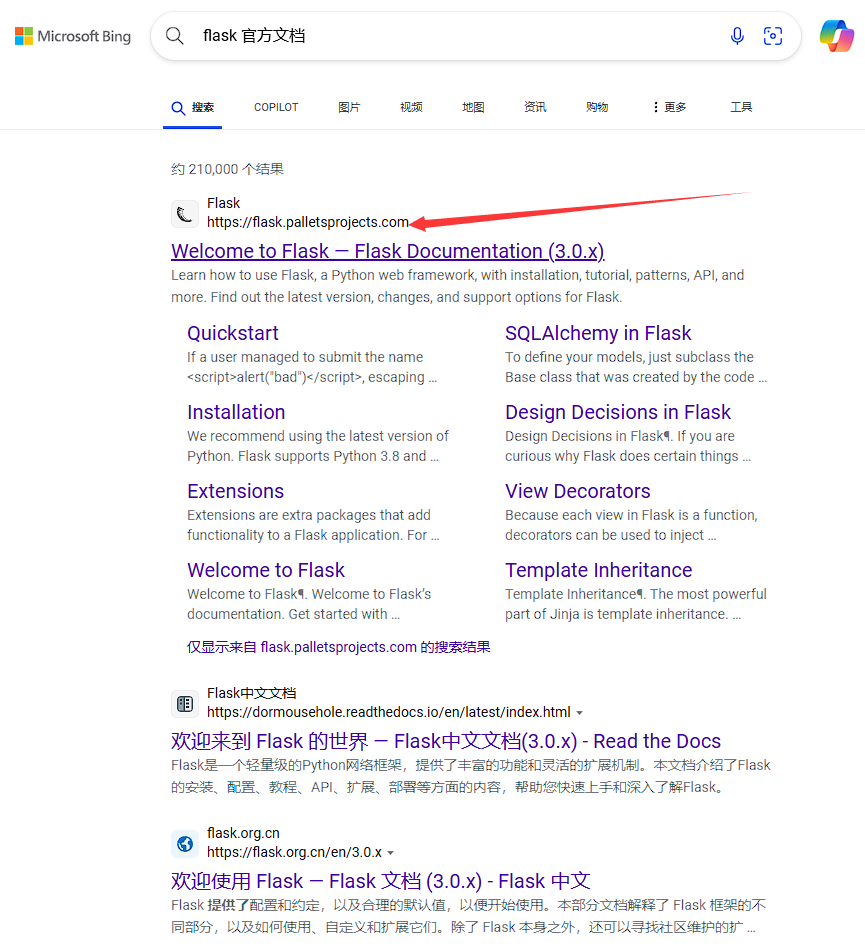 Microsoft Bing
flask 官方文档
搜索 COPILOT 图片 视频 地图 资讯 购物 更多 工具
约 210,000 个结果
Flask
https://flask.palletsprojects.com
Welcome to Flask — Flask Documentation (3.0.x)
Learn how to use Flask, a Python web framework, with installation, tutorial, patterns, API, and
more. Find out the latest version, changes, and support options for Flask.
Quickstart
If a user managed to submit the name
<script>alert("bad")</script>, escaping ...
SQLAlchemy in Flask
To define your models, just subclass the
Base class that was created by the code ...
Installation
We recommend using the latest version of
Python. Flask supports Python 3.8 and ...
Design Decisions in Flask
Design Decisions in Flask¶. If you are
curious why Flask does certain things ...
Extensions
Extensions are extra packages that add
functionality to a Flask application. For ...
View Decorators
Because each view in Flask is a function,
decorators can be used to inject ...
Welcome to Flask
Welcome to Flask¶. Welcome to Flask's
documentation. Get started with ...
Template Inheritance
Template Inheritance¶. The most powerful
part of Jinja is template inheritance. ...
仅显示来自 flask.palletsprojects.com 的搜索结果
Flask中文文档
https://dormousehole.readthedocs.io/en/latest/index.html
欢迎来到 Flask 的世界 — Flask中文文档(3.0.x) - Read the Docs
Flask是一个轻量级的Python网络框架，提供了丰富的功能和灵活的扩展机制。本文档介绍了Flask
的安装、配置、教程、API、扩展、部署等方面的内容，帮助您快速上手和深入了解Flask。
flask.org.cn
https://flask.org.cn/en/3.0.x
欢迎使用 Flask — Flask 文档 (3.0.x) - Flask 中文
Flask 提供了配置和约定，以及合理的默认值，以便开始使用。本部分文档解释了 Flask 框架的不
同部分，以及如何使用、自定义和扩展它们。除了 Flask 本身之外，还可以寻找社区维护的扩 ...